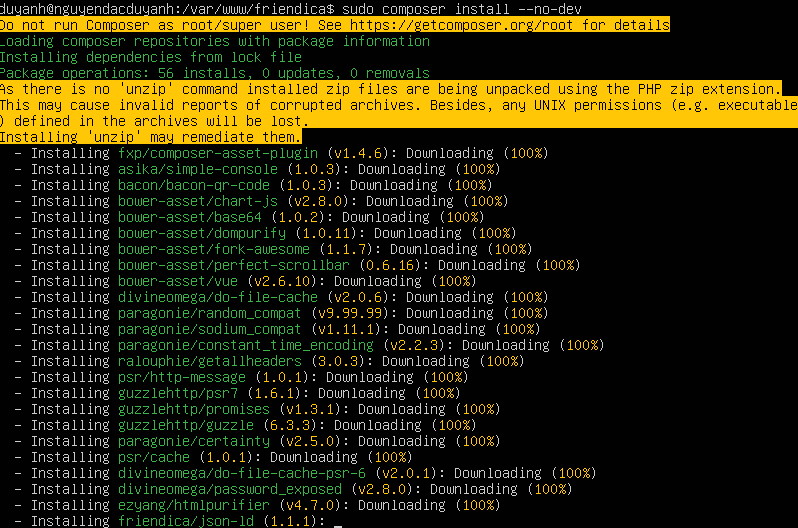 duyanh@nguyendacduyanh:/var/www/friendica$ sudo composer install --no-dev
Do not run Composer as root/super user! See https://getcomposer.org/root for details
Loading composer repositories with package information
Installing dependencies from lock file
Package operations: 56 installs, 0 updates, 0 removals
As there is no 'unzip' command installed zip files are being unpacked using the PHP zip extension.
This may cause invalid reports of corrupted archives. Besides, any UNIX permissions (e.g. executable
) defined in the archives will be lost.
Installing 'unzip' may remediate them.
- Installing fxp/composer-asset-plugin (v1.4.6): Downloading (100%)
- Installing asika/simple-console (1.0.3): Downloading (100%)
- Installing bacon/bacon-qr-code (1.0.3): Downloading (100%)
- Installing bower-asset/chart-js (v2.8.0): Downloading (100%)
- Installing bower-asset/base64 (1.0.2): Downloading (100%)
- Installing bower-asset/dompurify (1.0.11): Downloading (100%)
- Installing bower-asset/fork-awesome (1.1.7): Downloading (100%)
- Installing bower-asset/perfect-scrollbar (0.6.16): Downloading (100%)
- Installing bower-asset/vue (v2.6.10): Downloading (100%)
- Installing divineomega/do-file-cache (v2.0.6): Downloading (100%)
- Installing paragonie/random_compat (v9.99.99): Downloading (100%)
- Installing paragonie/sodium_compat (v1.11.1): Downloading (100%)
- Installing paragonie/constant_time_encoding (v2.2.3): Downloading (100%)
- Installing ralouphie/getallheaders (3.0.3): Downloading (100%)
- Installing psr/http-message (1.0.1): Downloading (100%)
- Installing guzzlehttp/psr7 (1.6.1): Downloading (100%)
- Installing guzzlehttp/promises (v1.3.1): Downloading (100%)
- Installing guzzlehttp/guzzle (6.3.3): Downloading (100%)
- Installing paragonie/certainty (v2.5.0): Downloading (100%)
- Installing psr/cache (1.0.1): Downloading (100%)
- Installing divineomega/do-file-cache-psr-6 (v2.0.1): Downloading (100%)
- Installing divineomega/password_exposed (v2.8.0): Downloading (100%)
- Installing ezyang/htmlpurifier (v4.7.0): Downloading (100%)
- Installing friendica/json-ld (1.1.1): _